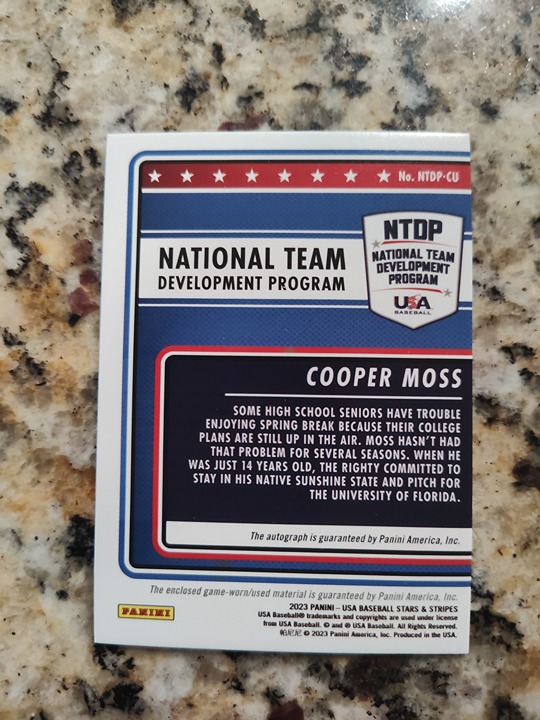 No. NTDP-CU
NTDP
NATIONAL TEAM
DEVELOPMENT
PROGRAM
USA
BASEBALL
NATIONAL TEAM
DEVELOPMENT PROGRAM
COOPER MOSS
SOME HIGH SCHOOL SENIORS HAVE TROUBLE
ENJOYING SPRING BREAK BECAUSE THEIR COLLEGE
PLANS ARE STILL UP IN THE AIR. MOSS HASN'T HAD
THAT PROBLEM FOR SEVERAL SEASONS. WHEN HE
WAS JUST 14 YEARS OLD, THE RIGHTY COMMITTED TO
STAY IN HIS NATIVE SUNSHINE STATE AND PITCH FOR
THE UNIVERSITY OF FLORIDA.
The autograph is guaranteed by Panini America, Inc.
The enclosed game-worn/used material is guaranteed by Panini America, Inc.
PANINI
2023 PANINI – USA BASEBALL STARS & STRIPES
USA Baseball® trademarks and copyrights are used under license
from USA Baseball. © and ® USA Baseball. All Rights Reserved.
帕尼尼 © 2023 Panini America, Inc. Produced in the USA.